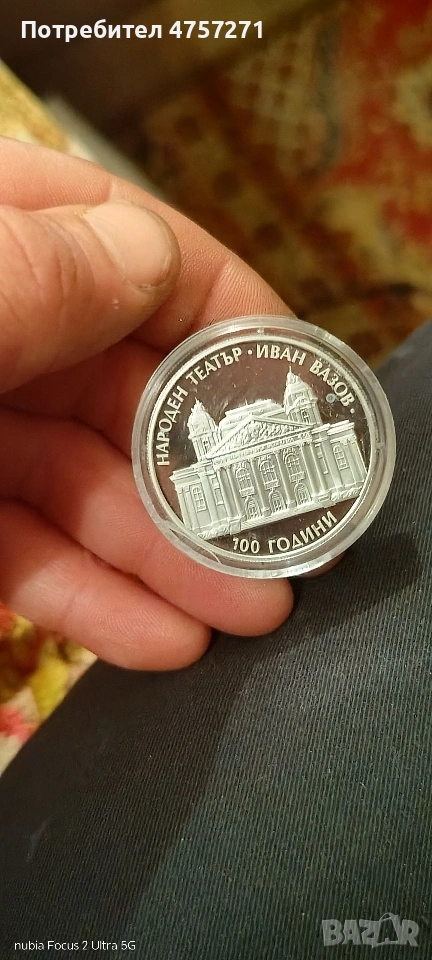 Потребител 4757271
НАРОДЕН ТЕАТЪР · ИВАН ВАЗОВ ·
100 ГОДИНИ
nubia Focus 2 Ultra 5G
BAZAR